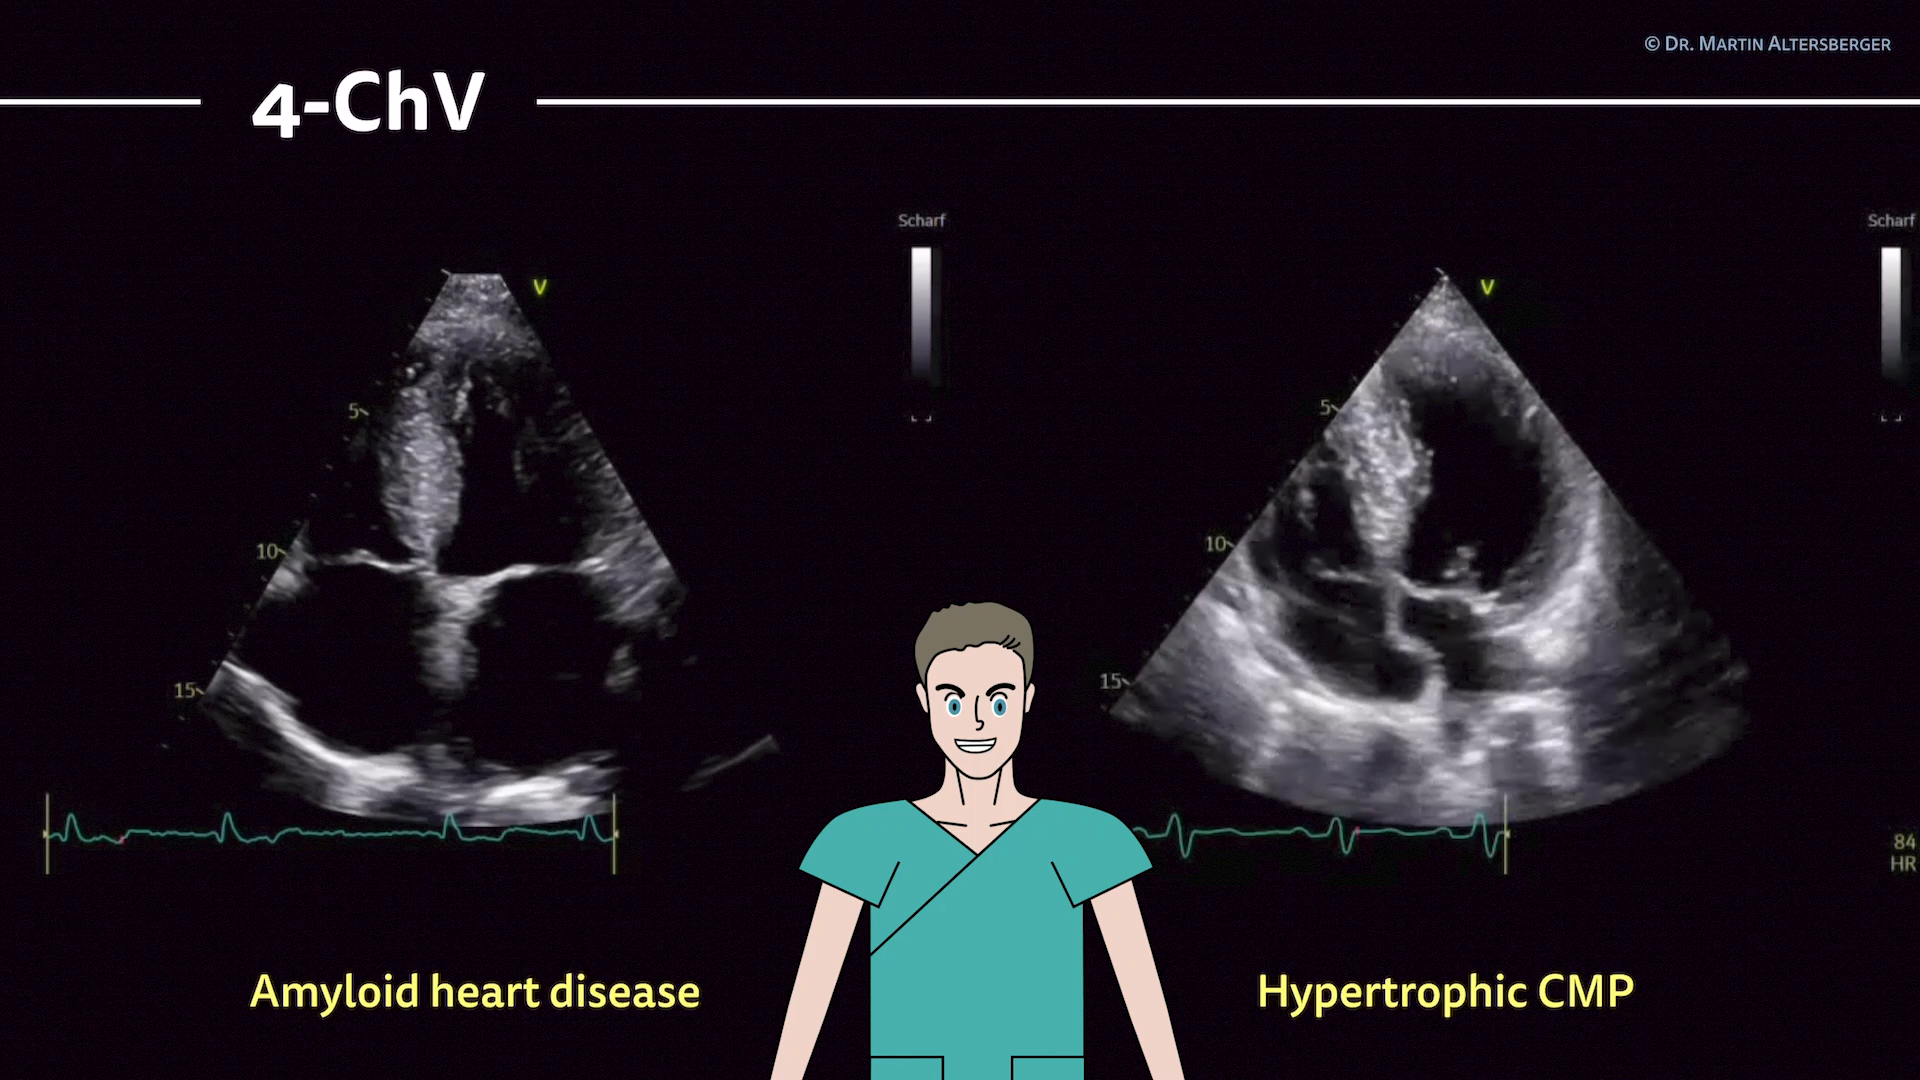 © Dr. Martin Altersberger
4-ChV
Scharf
Scharf
V
V
5
5
10
10
15
15
84
HR
Amyloid heart disease
Hypertrophic CMP